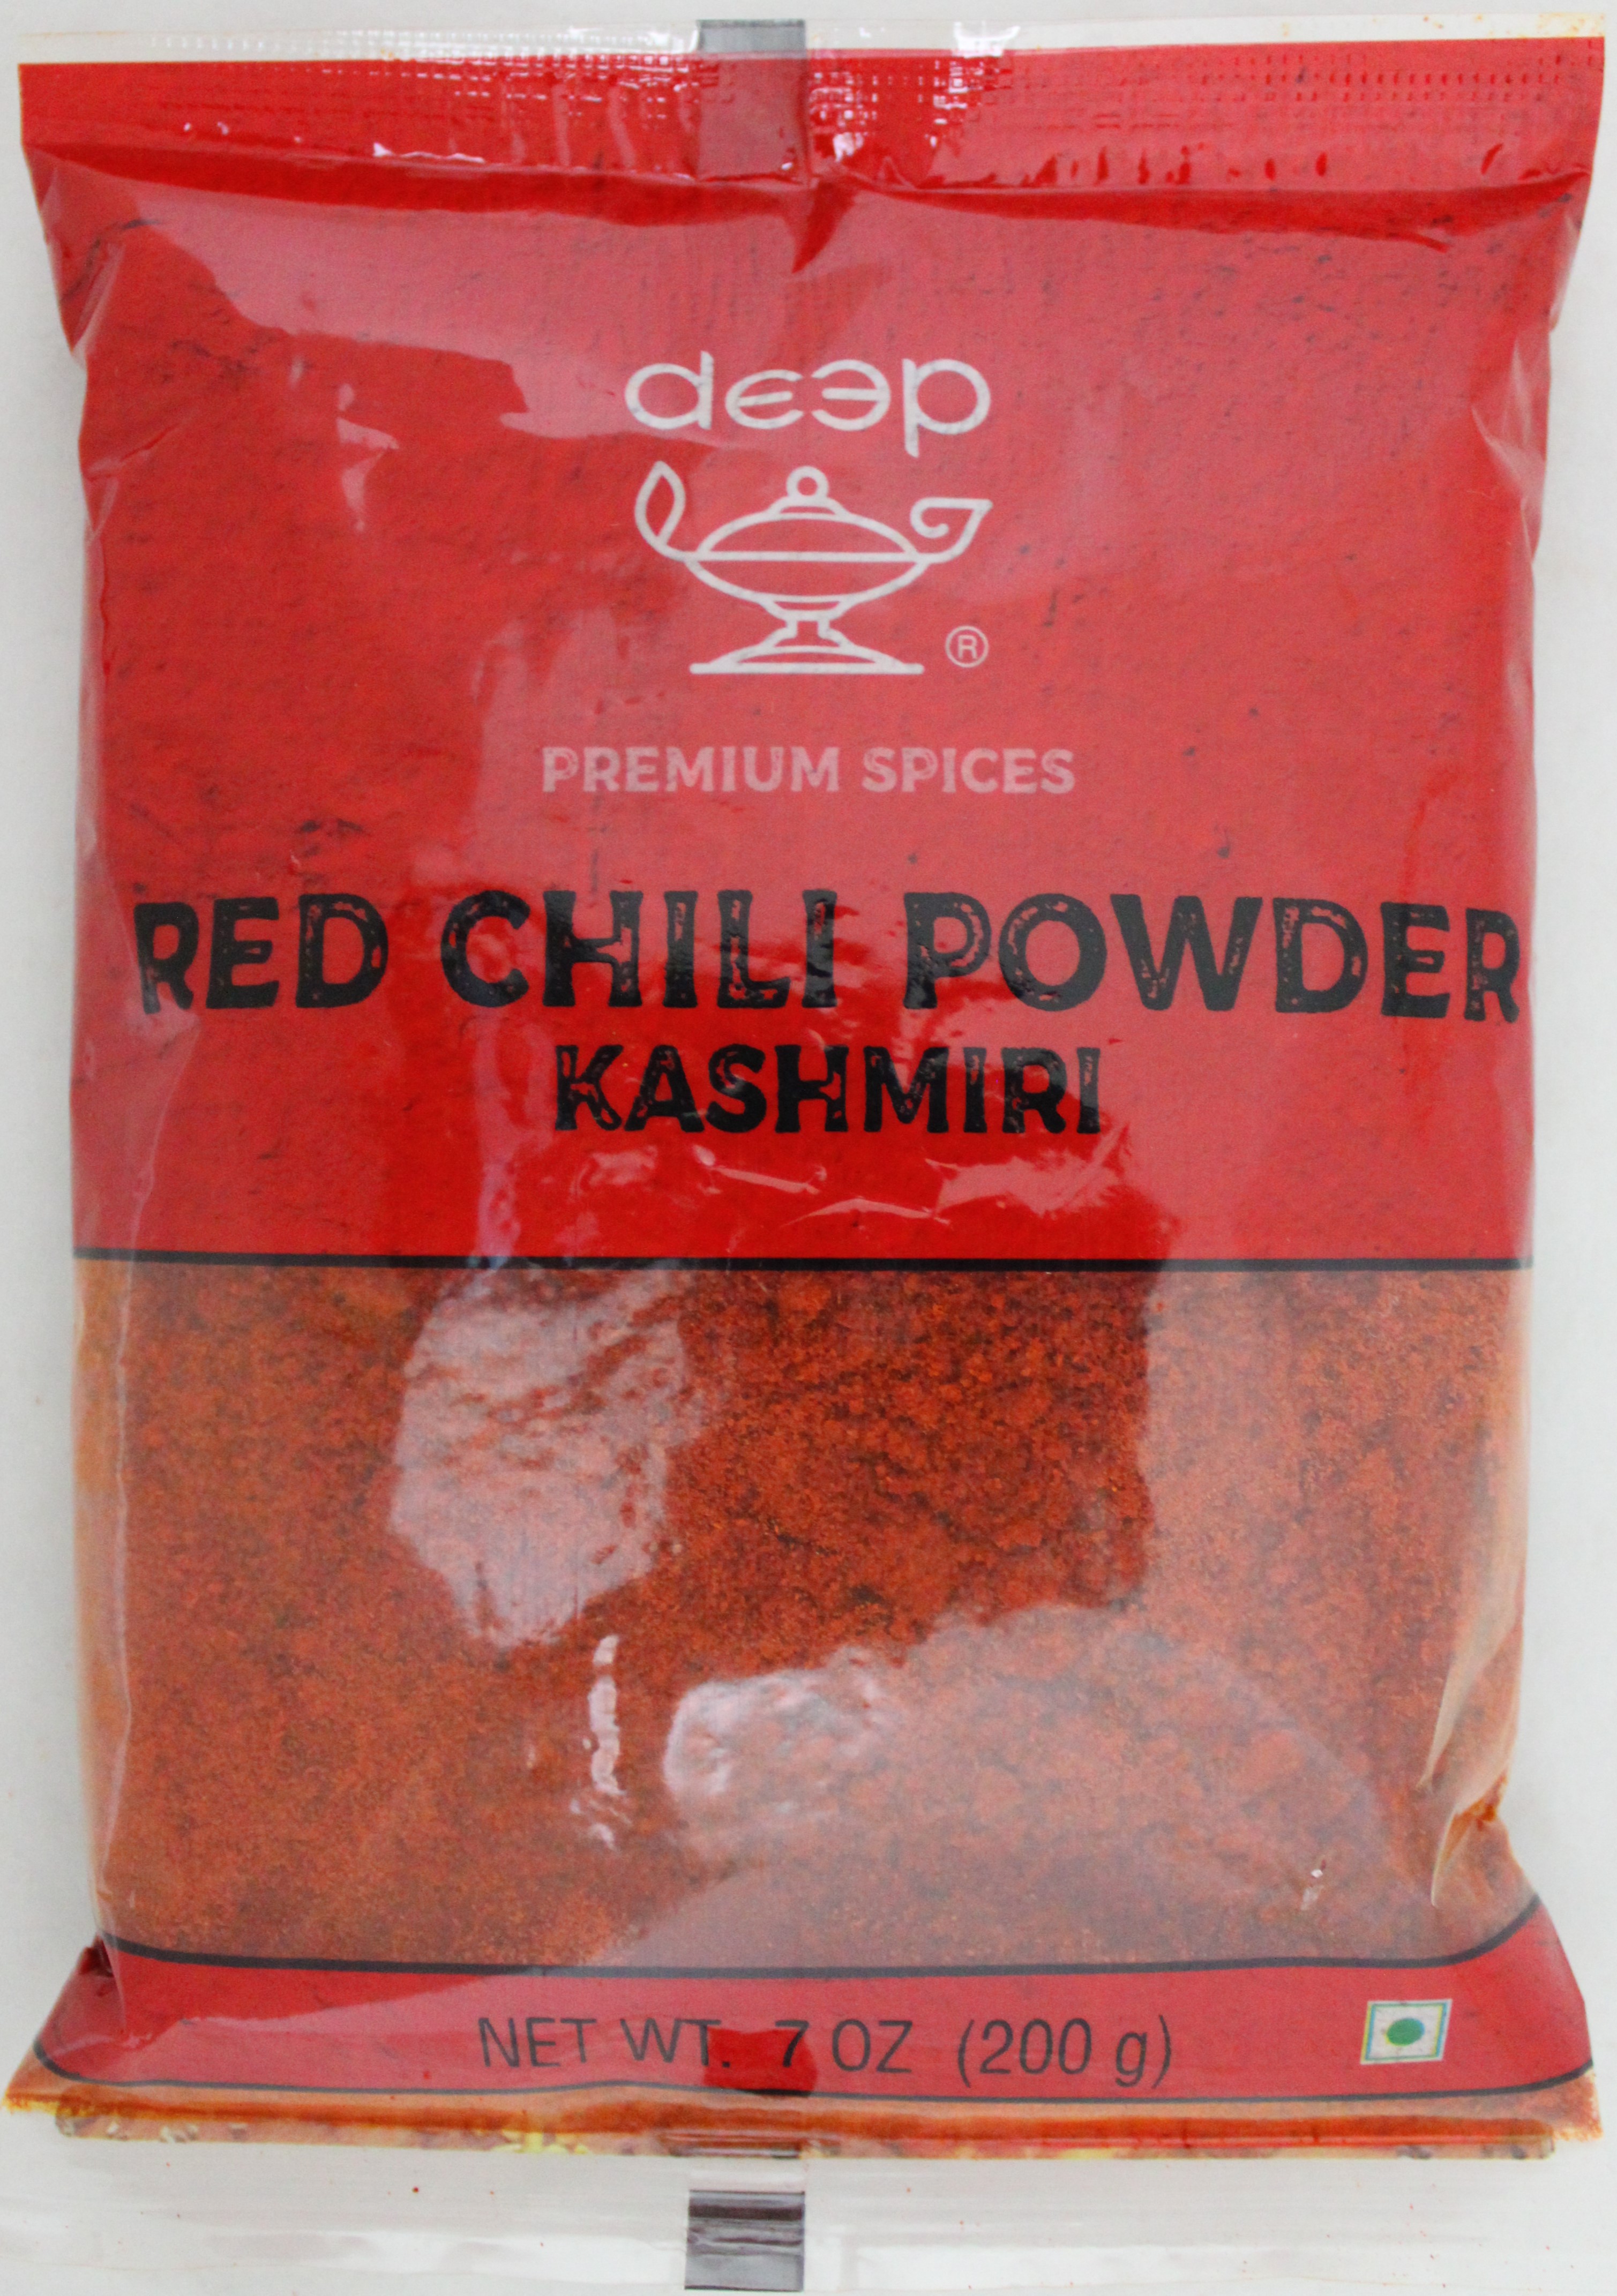 deep
®
PREMIUM SPICES
RED CHILI POWDER
KASHMIRI
NET WT. 7 OZ (200 g)